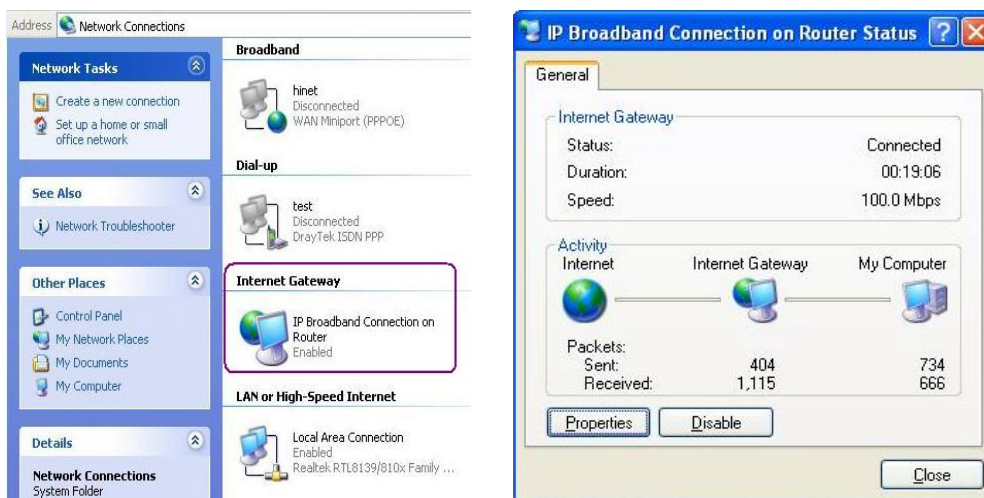 Address Network Connections
Network Tasks
Create a new connection
Set up a home or small
office network
See Also
Network Troubleshooter
Other Places
Control Panel
My Network Places
My Documents
My Computer
Details
Network Connections
System Folder
Broadband
hinet
Disconnected
WAN Miniport (PPPOE)
Dial-up
test
Disconnected
DrayTek ISDN PPP
Internet Gateway
IP Broadband Connection on
Router
Enabled
LAN or High-Speed Internet
Local Area Connection
Enabled
Realtek RTL8139/810x Family ...
IP Broadband Connection on Router Status
General
Internet Gateway
Status: Connected
Duration: 00:19:06
Speed: 100.0 Mbps
Activity
Internet Internet Gateway My Computer
Packets:
Sent: 404 734
Received: 1,115 666
Properties Disable
Close